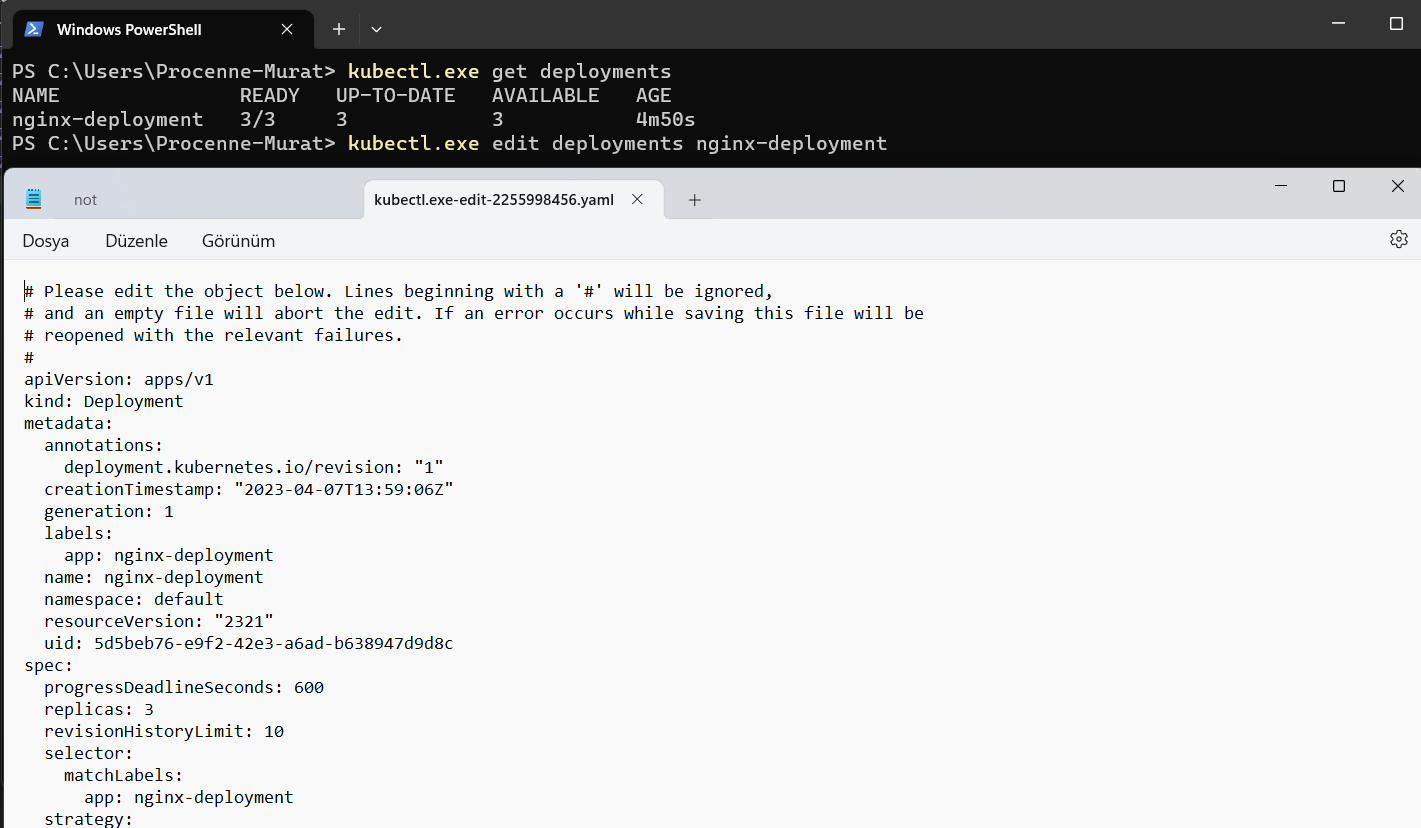 Windows PowerShell
PS C:\Users\Procenne-Murat> kubectl.exe get deployments
NAME READY UP-TO-DATE AVAILABLE AGE
nginx-deployment 3/3 3 3 4m50s
PS C:\Users\Procenne-Murat> kubectl.exe edit deployments nginx-deployment
not kubectl.exe-edit-2255998456.yaml
Dosya Düzenle Görünüm
# Please edit the object below. Lines beginning with a '#' will be ignored,
# and an empty file will abort the edit. If an error occurs while saving this file will be
# reopened with the relevant failures.
#
apiVersion: apps/v1
kind: Deployment
metadata:
  annotations:
    deployment.kubernetes.io/revision: "1"
  creationTimestamp: "2023-04-07T13:59:06Z"
  generation: 1
  labels:
    app: nginx-deployment
  name: nginx-deployment
  namespace: default
  resourceVersion: "2321"
  uid: 5d5beb76-e9f2-42e3-a6ad-b638947d9d8c
spec:
  progressDeadlineSeconds: 600
  replicas: 3
  revisionHistoryLimit: 10
  selector:
    matchLabels:
      app: nginx-deployment
  strategy: